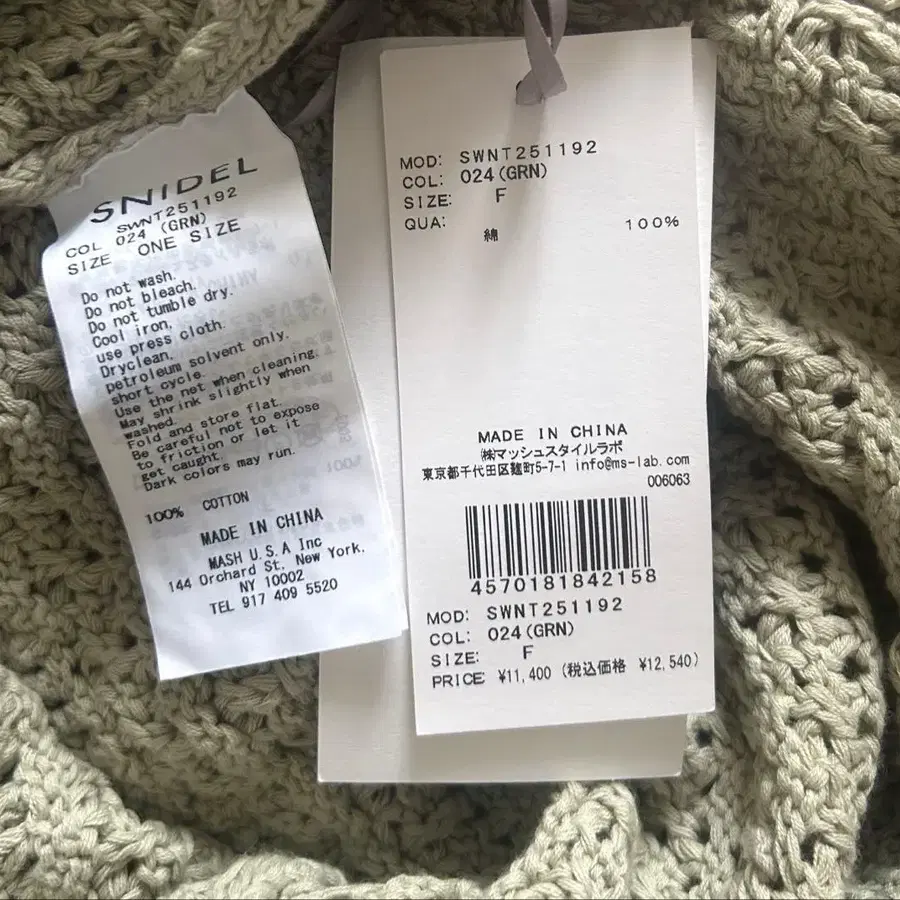 SNIDEL
SWNT251192
COL 024 (GRN)
SIZE ONE SIZE
Do not wash.
Do not bleach.
Do not tumble dry.
Cool iron,
use press cloth.
Dryclean,
petroleum solvent only.
short cycle.
Use the net when cleaning.
May shrink slightly when
washed.
Fold and store flat.
Be careful not to expose
to friction or let it
get caught.
Dark colors may run.
100% COTTON
MADE IN CHINA
MASH U.S.A Inc
144 Orchard St. New York.
NY 10002
TEL 917 409 5520
MOD: SWNT251192
COL: 024(GRN)
SIZE: F
QUA:
綿 100%
MADE IN CHINA
㈱マッシュスタイルラボ
東京都千代田区麹町5-7-1 info@ms-lab.com
006063
4570181842158
MOD: SWNT251192
COL: 024(GRN)
SIZE: F
PRICE ¥11,400 (税込価格 ¥12,540)